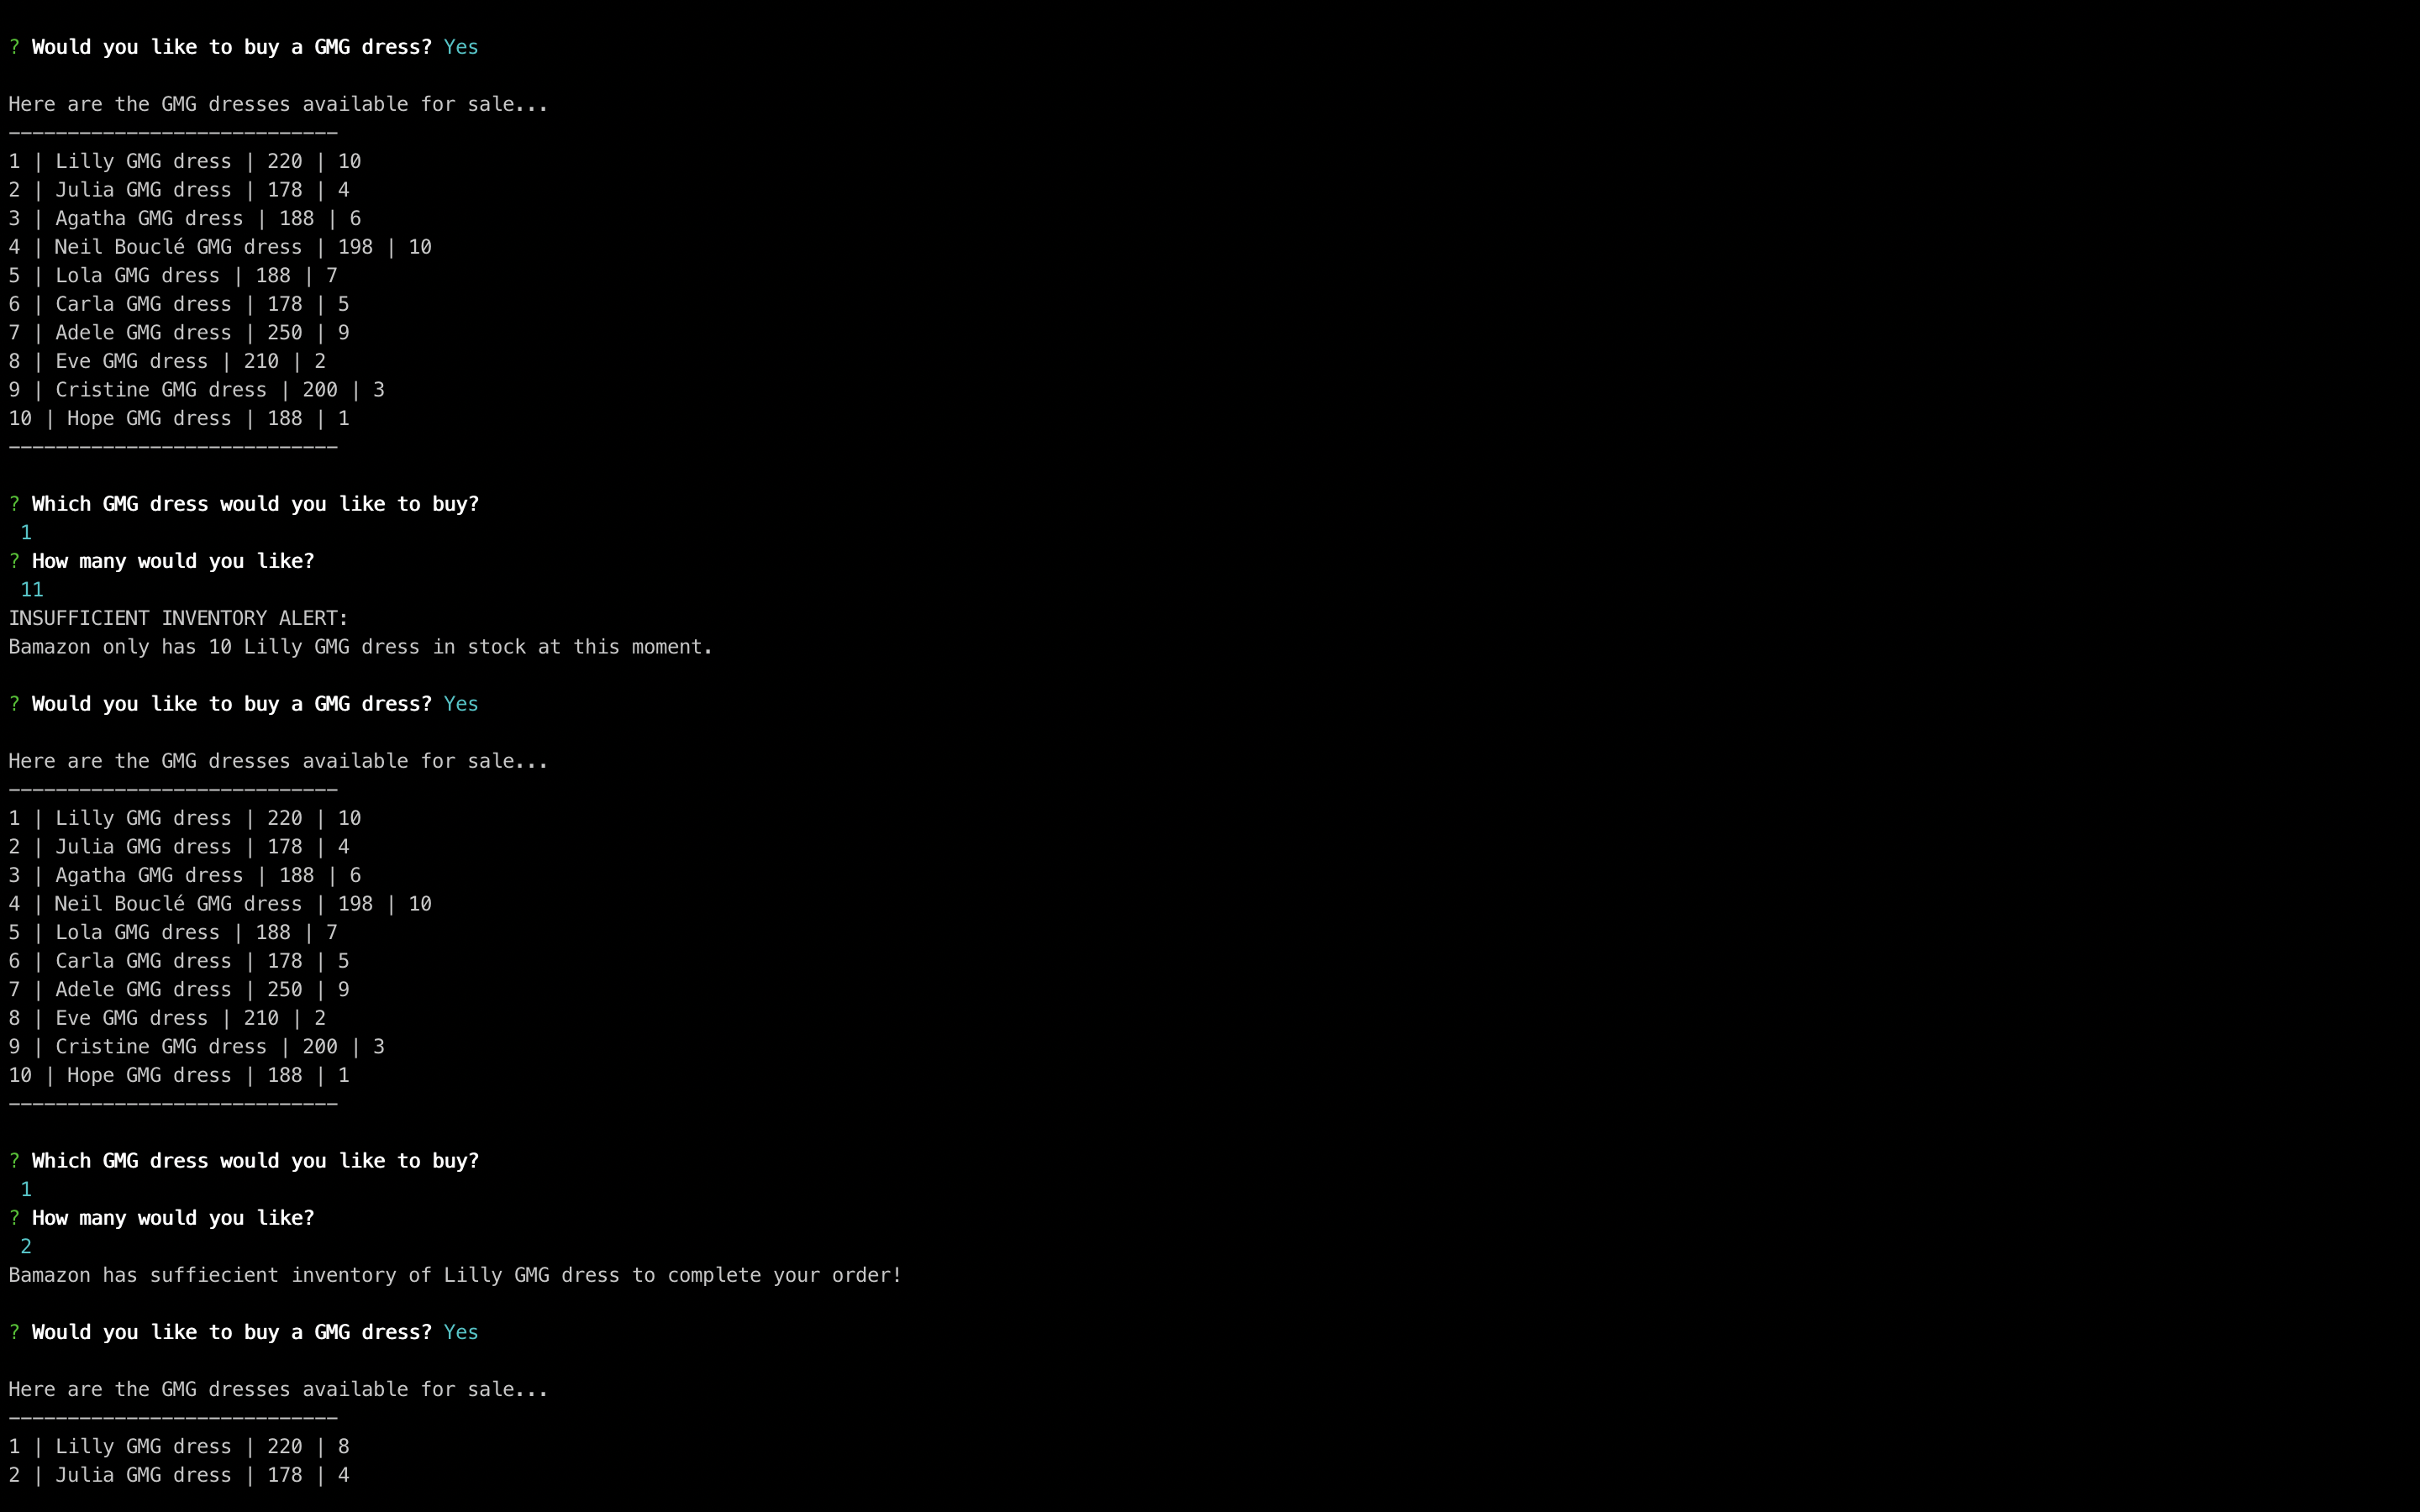 ? Would you like to buy a GMG dress? Yes
Here are the GMG dresses available for sale...
----------------------------
1 | Lilly GMG dress | 220 | 10
2 | Julia GMG dress | 178 | 4
3 | Agatha GMG dress | 188 | 6
4 | Neil Bouclé GMG dress | 198 | 10
5 | Lola GMG dress | 188 | 7
6 | Carla GMG dress | 178 | 5
7 | Adele GMG dress | 250 | 9
8 | Eve GMG dress | 210 | 2
9 | Cristine GMG dress | 200 | 3
10 | Hope GMG dress | 188 | 1
----------------------------
? Which GMG dress would you like to buy?
1
? How many would you like?
11
INSUFFICIENT INVENTORY ALERT:
Bamazon only has 10 Lilly GMG dress in stock at this moment.
? Would you like to buy a GMG dress? Yes
Here are the GMG dresses available for sale...
----------------------------
1 | Lilly GMG dress | 220 | 10
2 | Julia GMG dress | 178 | 4
3 | Agatha GMG dress | 188 | 6
4 | Neil Bouclé GMG dress | 198 | 10
5 | Lola GMG dress | 188 | 7
6 | Carla GMG dress | 178 | 5
7 | Adele GMG dress | 250 | 9
8 | Eve GMG dress | 210 | 2
9 | Cristine GMG dress | 200 | 3
10 | Hope GMG dress | 188 | 1
----------------------------
? Which GMG dress would you like to buy?
1
? How many would you like?
2
Bamazon has suffiecient inventory of Lilly GMG dress to complete your order!
? Would you like to buy a GMG dress? Yes
Here are the GMG dresses available for sale...
----------------------------
1 | Lilly GMG dress | 220 | 8
2 | Julia GMG dress | 178 | 4